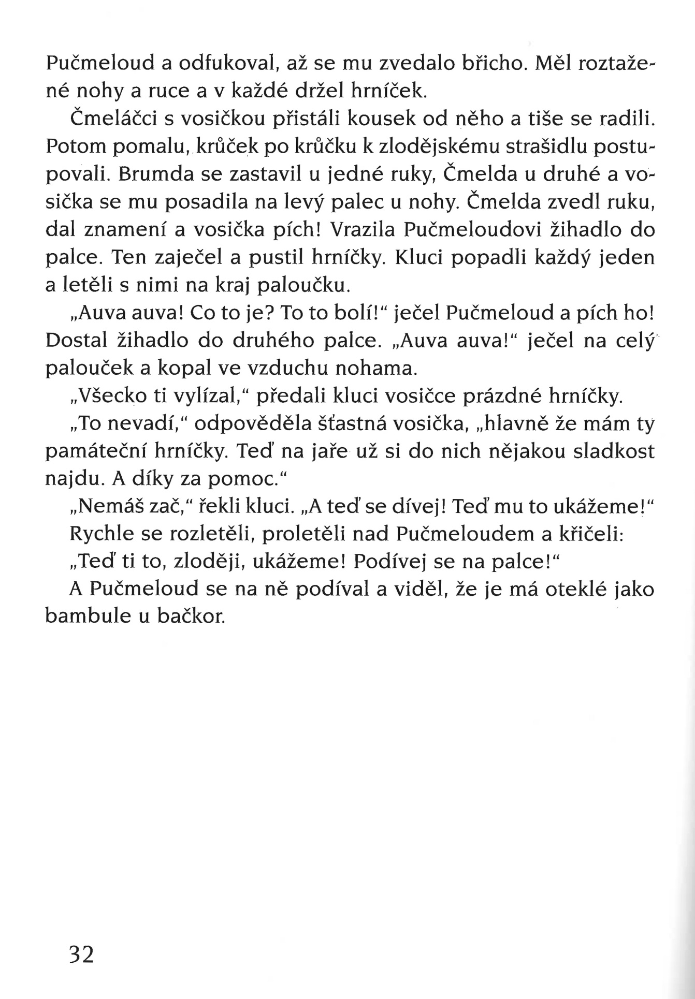 Pučmeloud a odfukoval, až se mu zvedalo břicho. Měl roztaže-
né nohy a ruce a v každé držel hrníček.
Čmeláčci s vosičkou přistáli kousek od něho a tiše se radili.
Potom pomalu, krůček po krůčku k zlodějskému strašidlu postu-
povali. Brumda se zastavil u jedné ruky, Čmelda u druhé a vo-
sička se mu posadila na levý palec u nohy. Čmelda zvedl ruku,
dal znamení a vosička pích! Vrazila Pučmeloudovi žihadlo do
palce. Ten zaječel a pustil hrníčky. Kluci popadli každý jeden
a letěli s nimi na kraj paloučku.
„Auva auva! Co to je? To to bolí!“ ječel Pučmeloud a pích ho!
Dostal žihadlo do druhého palce. „Auva auva!“ ječel na celý
palouček a kopal ve vzduchu nohama.
„Všecko ti vylízal,“ předali kluci vosičce prázdné hrníčky.
„To nevadí,“ odpověděla šťastná vosička, „hlavně že mám ty
památeční hrníčky. Teď na jaře už si do nich nějakou sladkost
najdu. A díky za pomoc.“
„Nemáš zač,“ řekli kluci. „A teď se dívej! Teď mu to ukážeme!“
Rychle se rozletěli, proletěli nad Pučmeloudem a křičeli:
„Teď ti to, zloději, ukážeme! Podívej se na palce!“
A Pučmeloud se na ně podíval a viděl, že je má oteklé jako
bambule u bačkor.
32